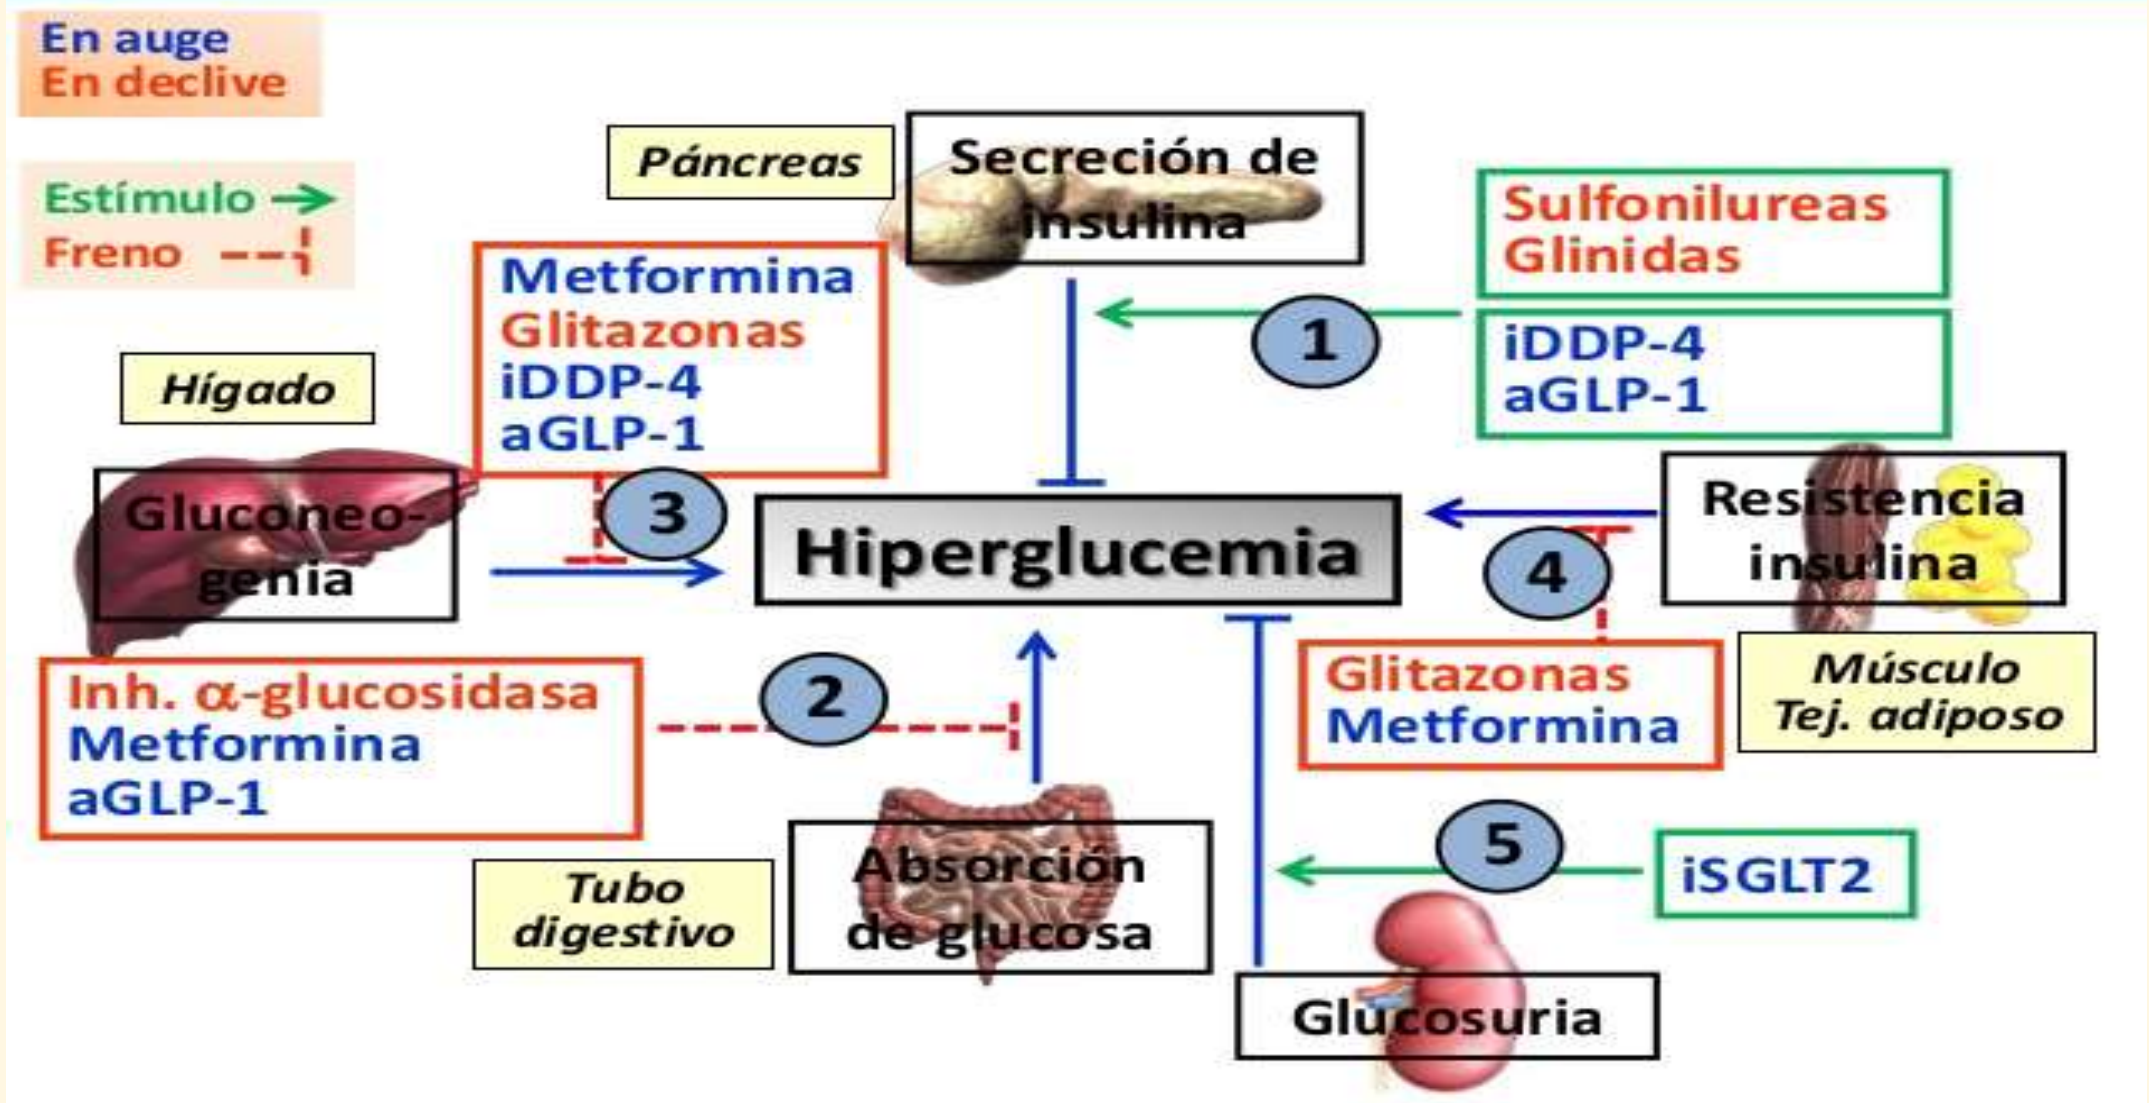 En auge
En declive
Estímulo
Freno
Páncreas
Secreción de
insulina
Sulfonilureas
Glinidas
iDDP-4
aGLP-1
1
Metformina
Glitazonas
iDDP-4
aGLP-1
Hígado
Gluconeo-
genia
3
Hiperglucemia
Resistencia
insulina
4
Glitazonas
Metformina
Músculo
Tej. adiposo
Inh. α-glucosidasa
Metformina
aGLP-1
2
Tubo
digestivo
Absorción
de glucosa
5
iSGLT2
Glucosuria